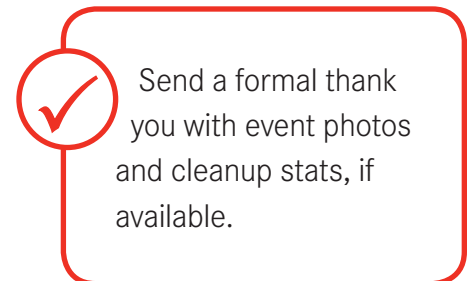 Send a formal thank
you with event photos
and cleanup stats, if
available.